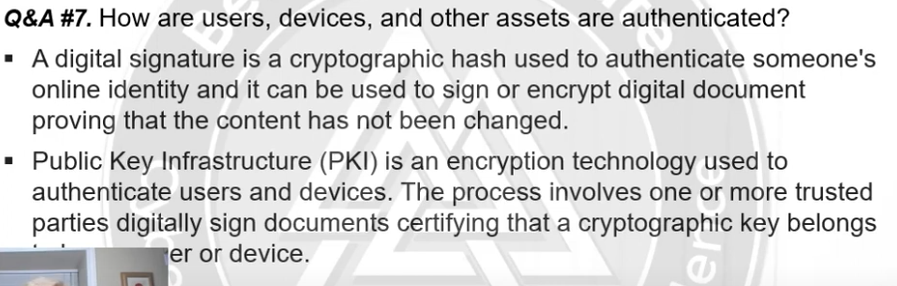 Q&A #7. How are users, devices, and other assets are authenticated?
▪ A digital signature is a cryptographic hash used to authenticate someone's
online identity and it can be used to sign or encrypt digital document
proving that the content has not been changed.
▪ Public Key Infrastructure (PKI) is an encryption technology used to
authenticate users and devices. The process involves one or more trusted
parties digitally sign documents certifying that a cryptographic key belongs
er or device.